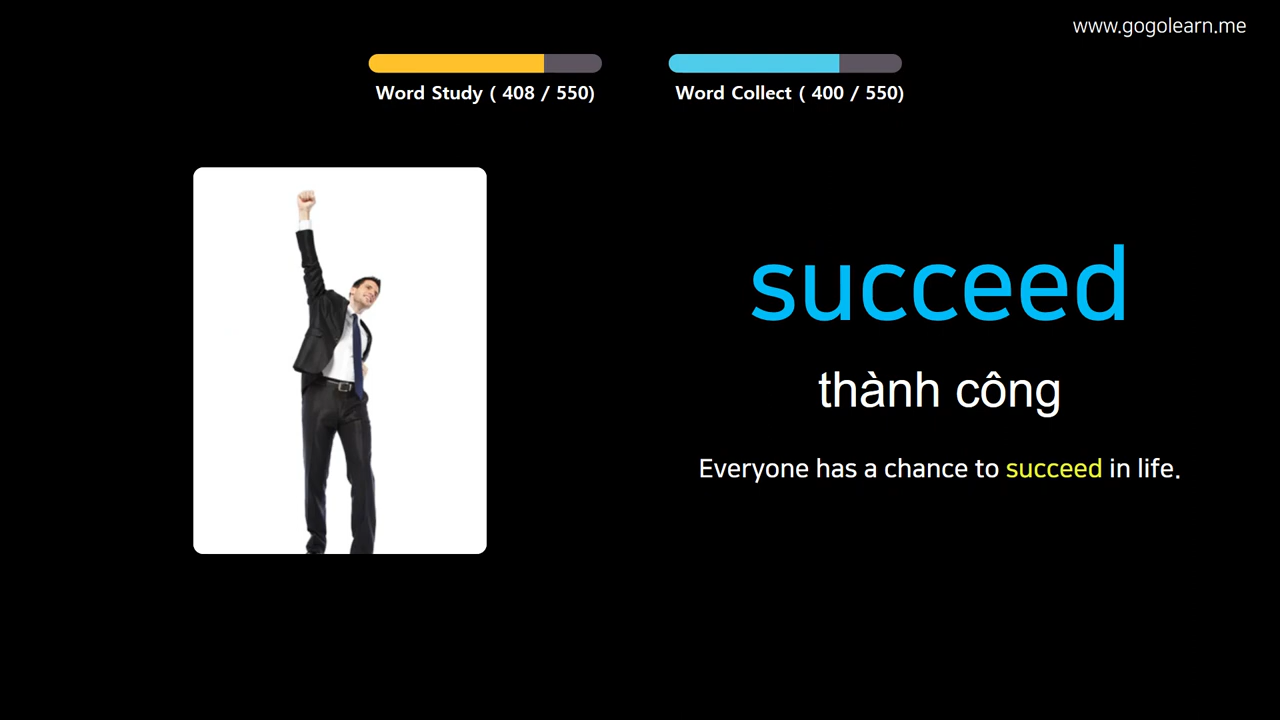 www.gogolearn.me
Word Study ( 408 / 550)
Word Collect ( 400 / 550)
succeed
thành công
Everyone has a chance to succeed in life.